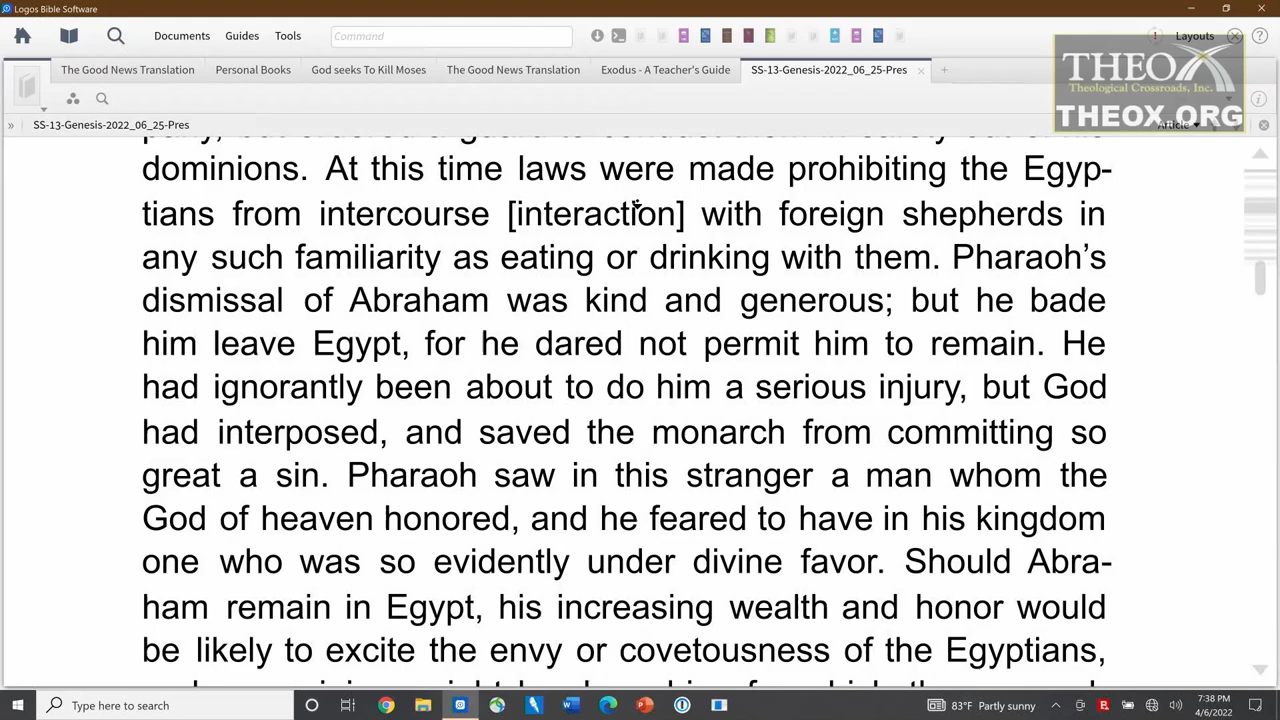 Logos Bible Software
Documents Guides Tools Command Layouts
The Good News Translation Personal Books God seeks To Kill Moses The Good News Translation Exodus - A Teacher's Guide SS-13-Genesis-2022_06_25-Pres
THEOX
Theological Crossroads, Inc.
THEOX.ORG
SS-13-Genesis-2022_06_25-Pres Article
dominions. At this time laws were made prohibiting the Egyp-
tians from intercourse [interaction] with foreign shepherds in
any such familiarity as eating or drinking with them. Pharaoh’s
dismissal of Abraham was kind and generous; but he bade
him leave Egypt, for he dared not permit him to remain. He
had ignorantly been about to do him a serious injury, but God
had interposed, and saved the monarch from committing so
great a sin. Pharaoh saw in this stranger a man whom the
God of heaven honored, and he feared to have in his kingdom
one who was so evidently under divine favor. Should Abra-
ham remain in Egypt, his increasing wealth and honor would
be likely to excite the envy or covetousness of the Egyptians,
Type here to search
83°F Partly sunny
7:38 PM
4/6/2022